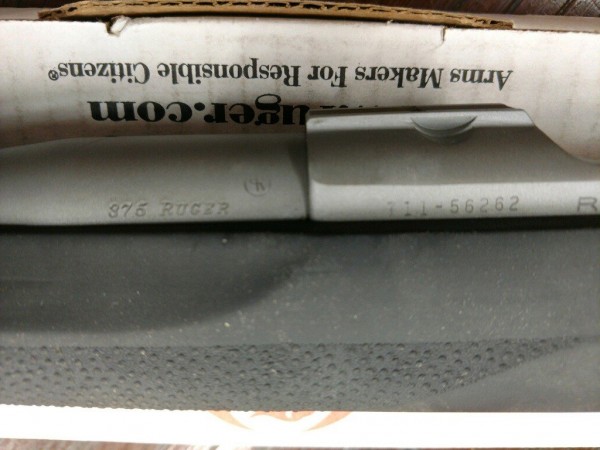 Arms Makers For Responsible Citizens®
uger.com
375 RUGER
711-56262
R